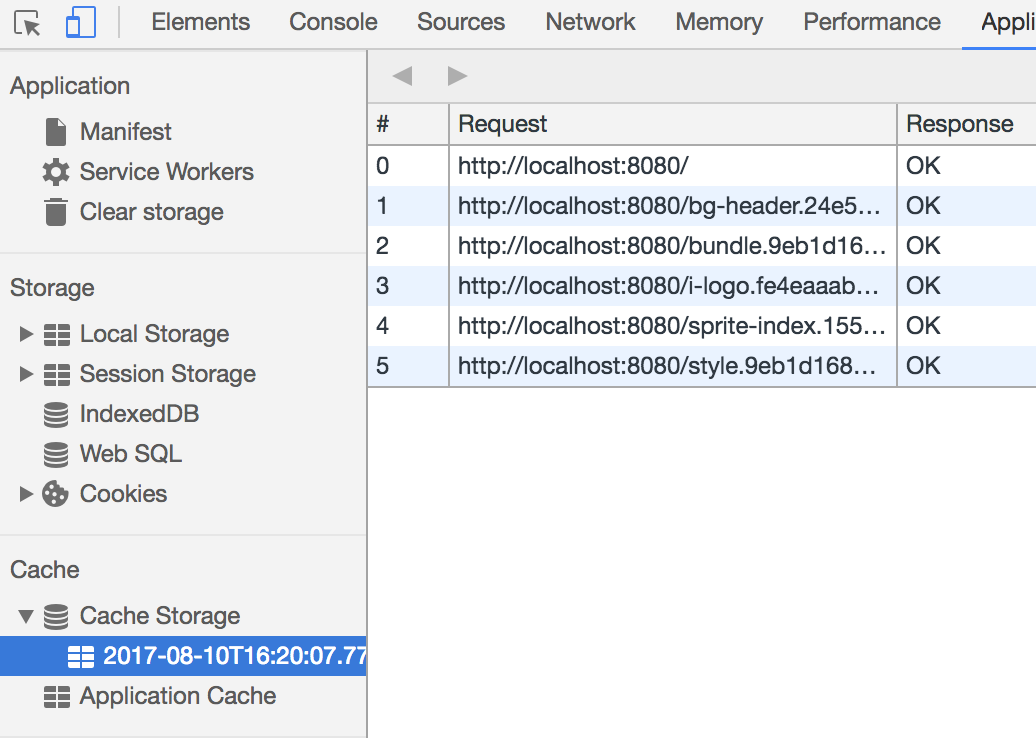 Elements Console Sources Network Memory Performance Appli
Application
Manifest
Service Workers
Clear storage
Storage
Local Storage
Session Storage
IndexedDB
Web SQL
Cookies
Cache
Cache Storage
2017-08-10T16:20:07.77
Application Cache
# Request Response
0 http://localhost:8080/ OK
1 http://localhost:8080/bg-header.24e5... OK
2 http://localhost:8080/bundle.9eb1d16... OK
3 http://localhost:8080/i-logo.fe4eaaab... OK
4 http://localhost:8080/sprite-index.155... OK
5 http://localhost:8080/style.9eb1d168... OK